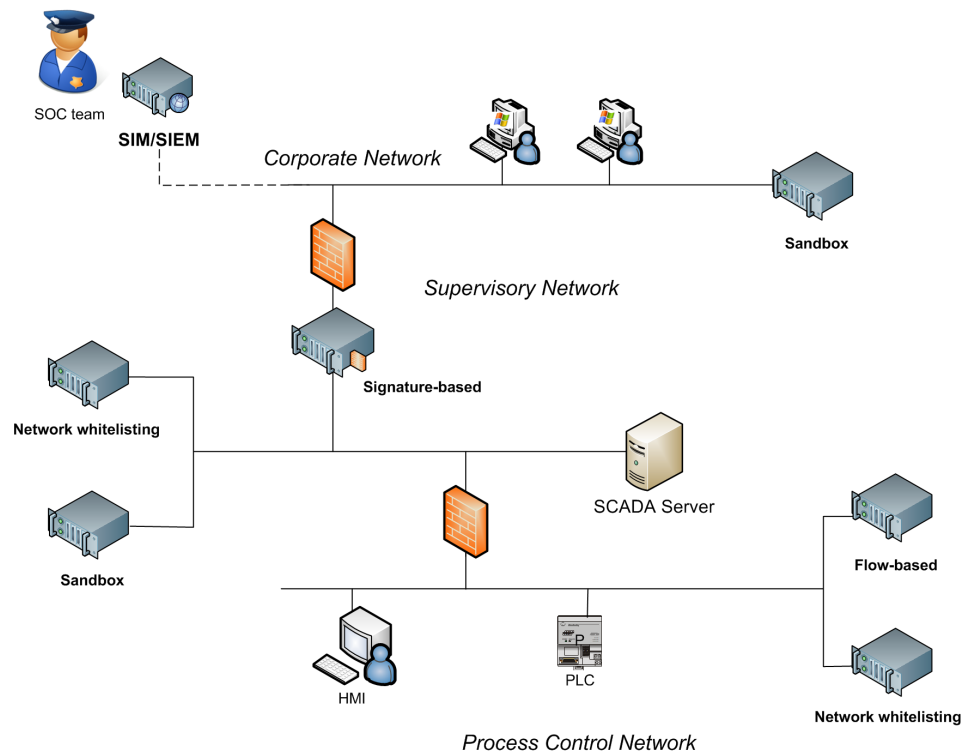 SOC team
SIM/SIEM
Corporate Network
Sandbox
Supervisory Network
Signature-based
Network whitelisting
SCADA Server
Sandbox
Flow-based
P
HMI
PLC
Network whitelisting
Process Control Network